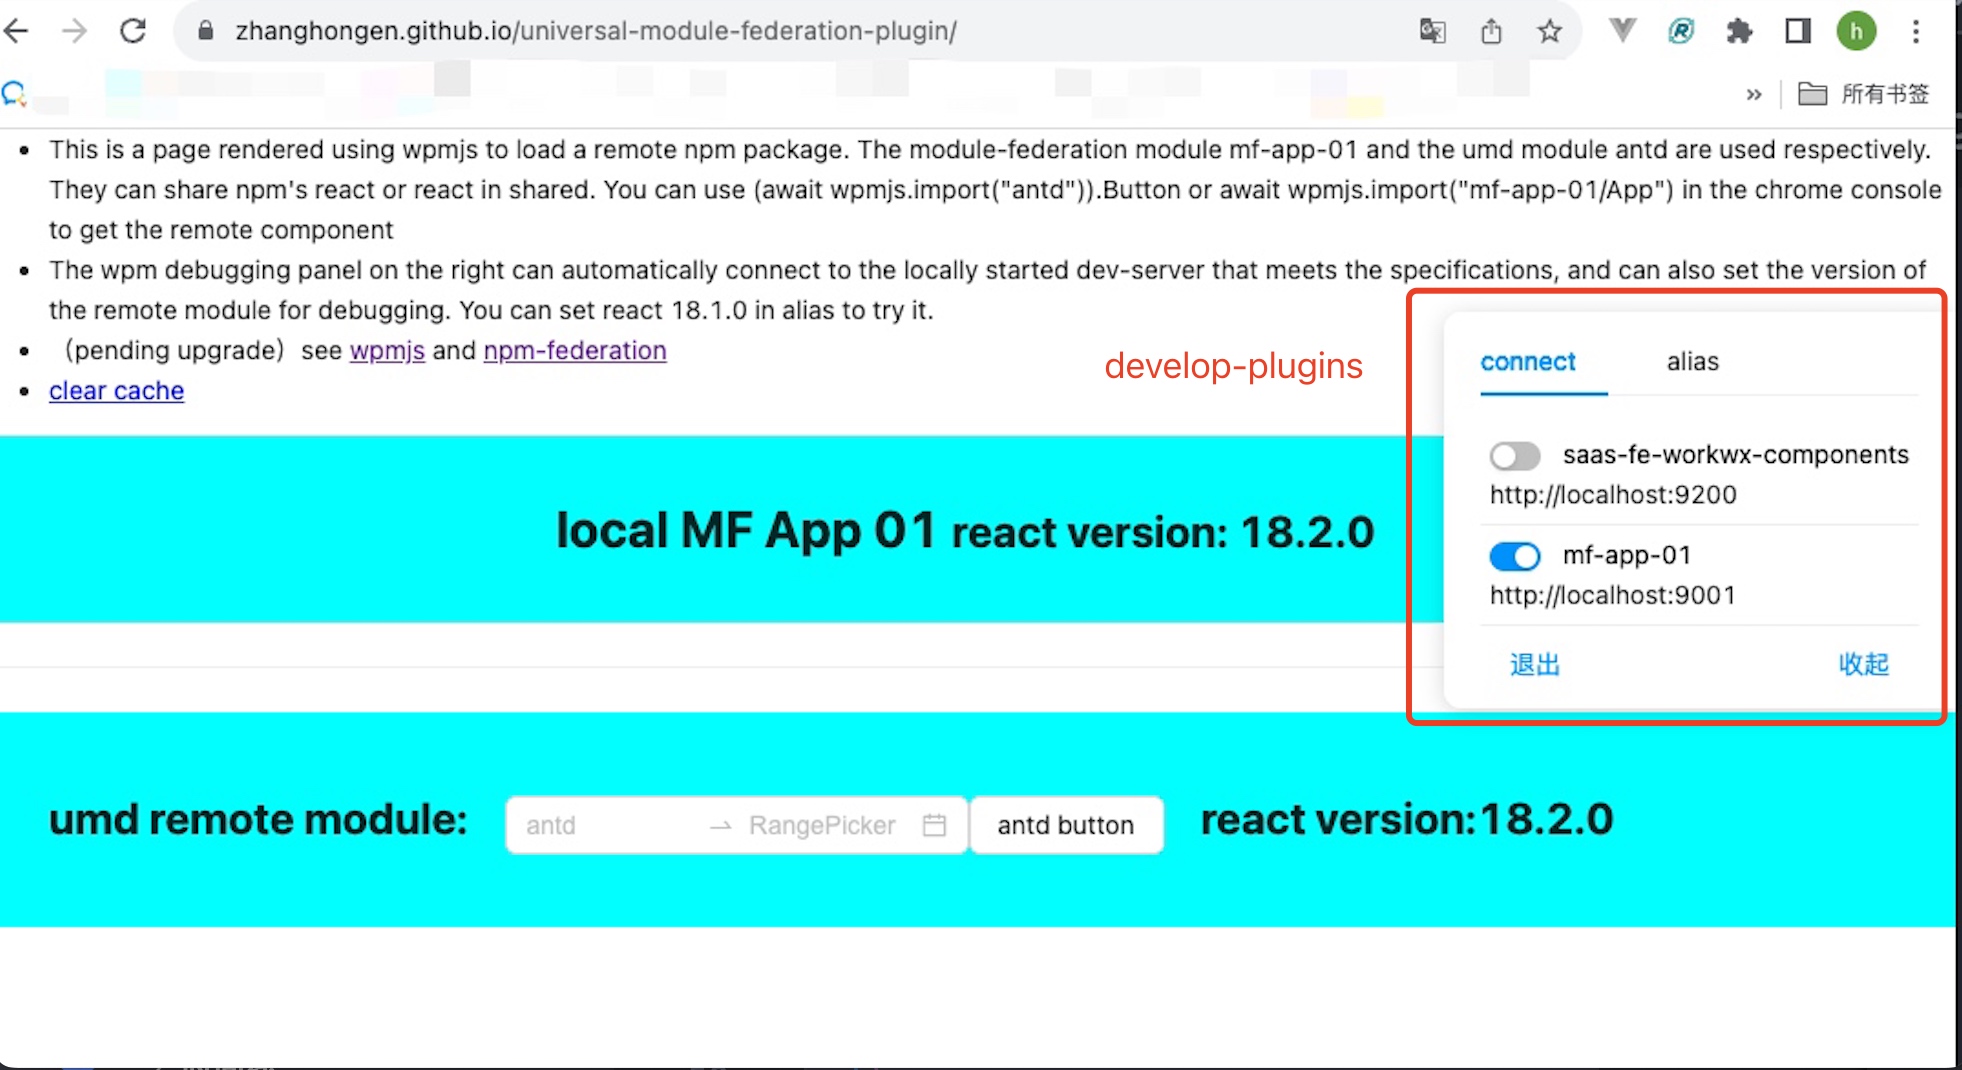 zhanghongen.github.io/universal-module-federation-plugin/
h
»
所有书签
This is a page rendered using wpmjs to load a remote npm package. The module-federation module mf-app-01 and the umd module antd are used respectively.
They can share npm's react or react in shared. You can use (await wpmjs.import("antd")).Button or await wpmjs.import("mf-app-01/App") in the chrome console
to get the remote component
The wpm debugging panel on the right can automatically connect to the locally started dev-server that meets the specifications, and can also set the version of
the remote module for debugging. You can set react 18.1.0 in alias to try it.
（pending upgrade）see wpmjs and npm-federation
clear cache
develop-plugins
connect
alias
saas-fe-workwx-components
http://localhost:9200
mf-app-01
http://localhost:9001
退出
收起
local MF App 01 react version: 18.2.0
umd remote module:
antd
RangePicker
antd button
react version:18.2.0